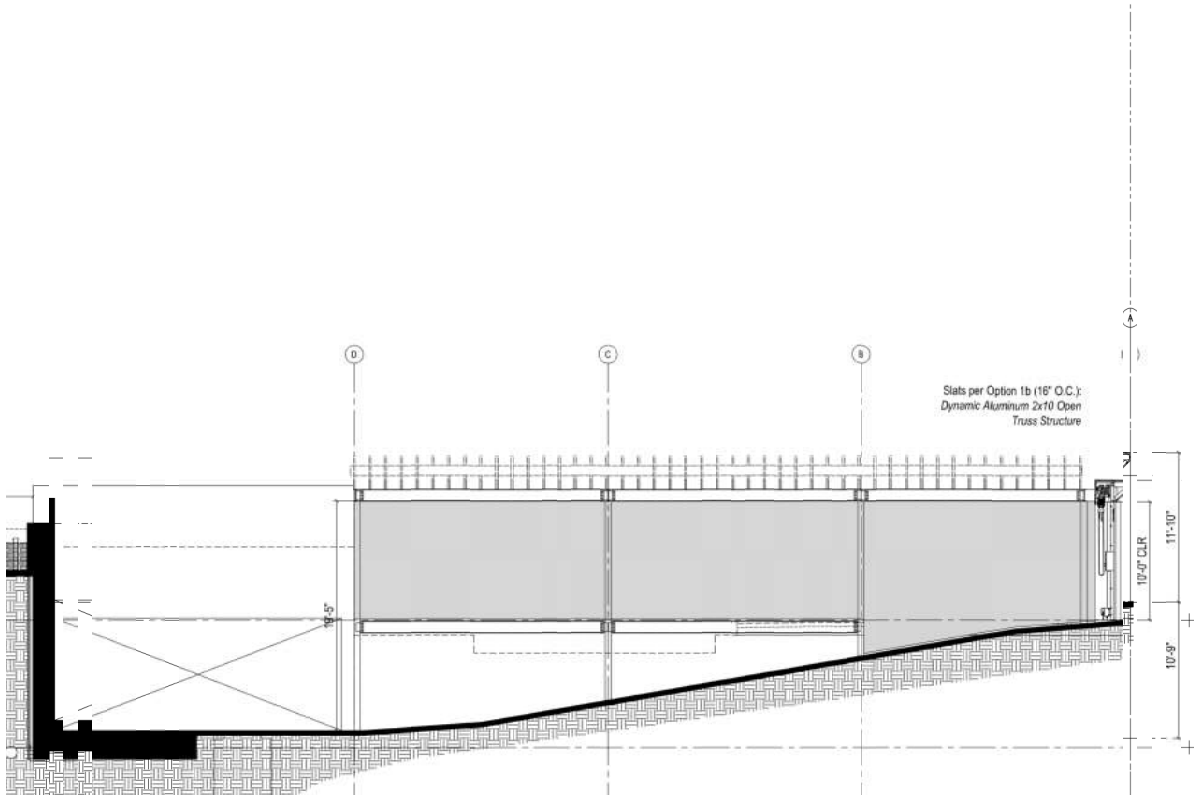 A
D
C
B
Slats per Option 1b (16" O.C.):
Dynamic Aluminum 2x10 Open
Truss Structure
19'-5"
10'-0" CLR
11'-10"
10'-9"